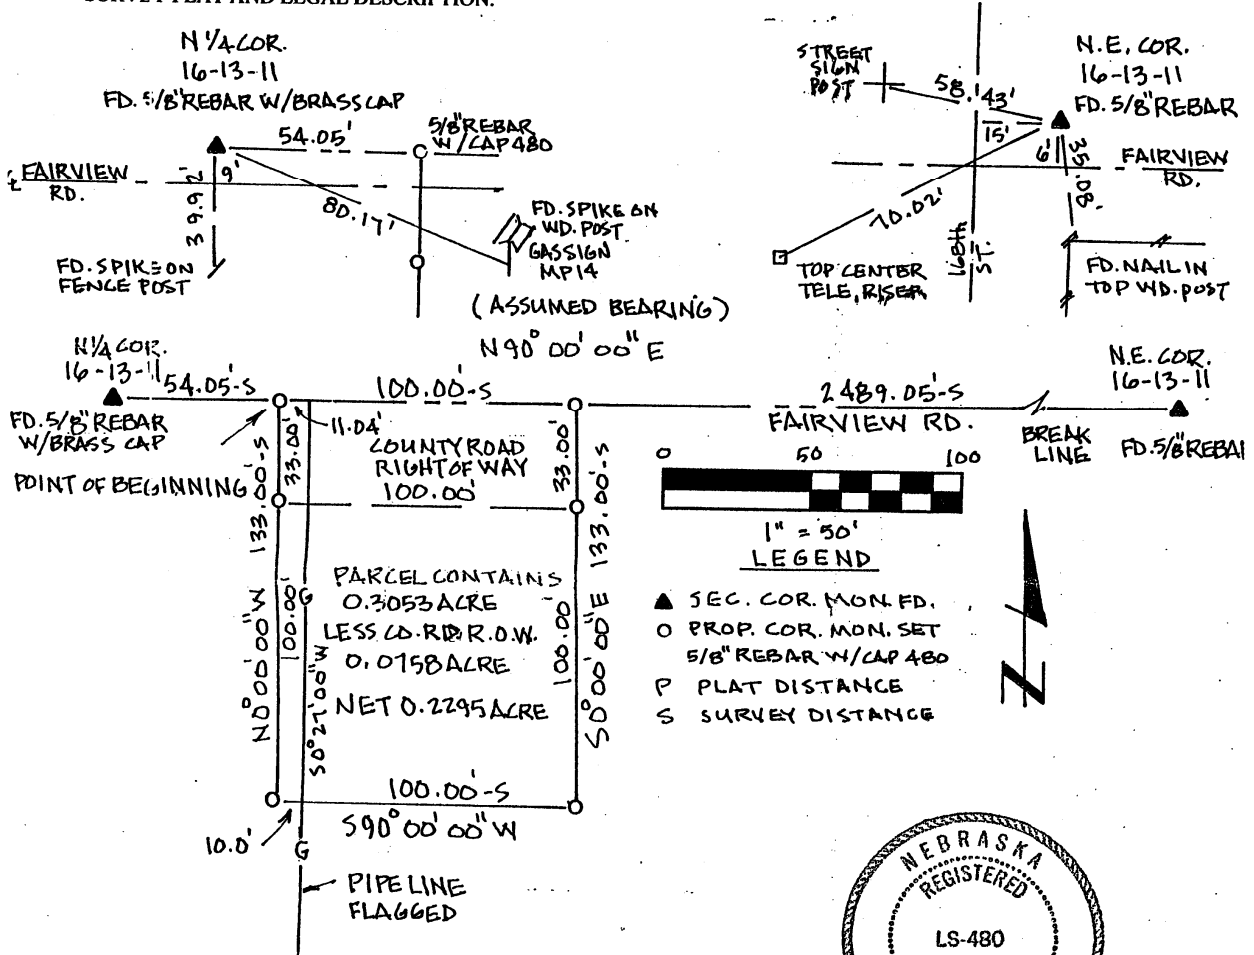 SURVEY PLAT AND LEGAL DESCRIPTION.
N 1/4 COR.
16-13-11
FD. 5/8" REBAR W/BRASS CAP
54.05'
5/8" REBAR
W/CAP 480
FAIRVIEW
RD.
9'
39.92'
80.17'
FD. SPIKE ON
WD. POST
GAS SIGN
MP14
FD. SPIKE ON
FENCE POST
STREET
SIGN
POST
58.43'
15'
N.E. COR.
16-13-11
FD. 5/8" REBAR
6'
35.08'
FAIRVIEW
RD.
70.02'
168th
ST.
TOP CENTER
TELE, RISER
FD. NAIL IN
TOP WD. POST
(ASSUMED BEARING)
N90° 00' 00" E
N 1/4 COR.
16-13-11
54.05'-S
100.00'-S
2489.05'-S
N.E. COR.
16-13-11
FD. 5/8" REBAR
W/BRASS CAP
11.04'
FAIRVIEW RD.
BREAK
LINE
FD. 5/8" REBAR
COUNTY ROAD
RIGHT OF WAY
100.00'
POINT OF BEGINNING
33.00'
133.00'-S
33.00'
133.00'-S
0 50 100
1" = 50'
LEGEND
SEC. COR. MON. FD.
O PROP. COR. MON. SET
5/8" REBAR W/CAP 480
P PLAT DISTANCE
S SURVEY DISTANCE
N
PARCEL CONTAINS
0.3053 ACRE
LESS CO. RD. R.O.W.
0.0758 ACRE
NET 0.2295 ACRE
N0° 00' 00" W
100.00'
G
S0° 27' 00" W
100.00'
S0° 00' 00" E
100.00'-S
S90° 00' 00" W
10.0'
G
PIPELINE
FLAGGED
NEBRASKA
REGISTERED
LS-480